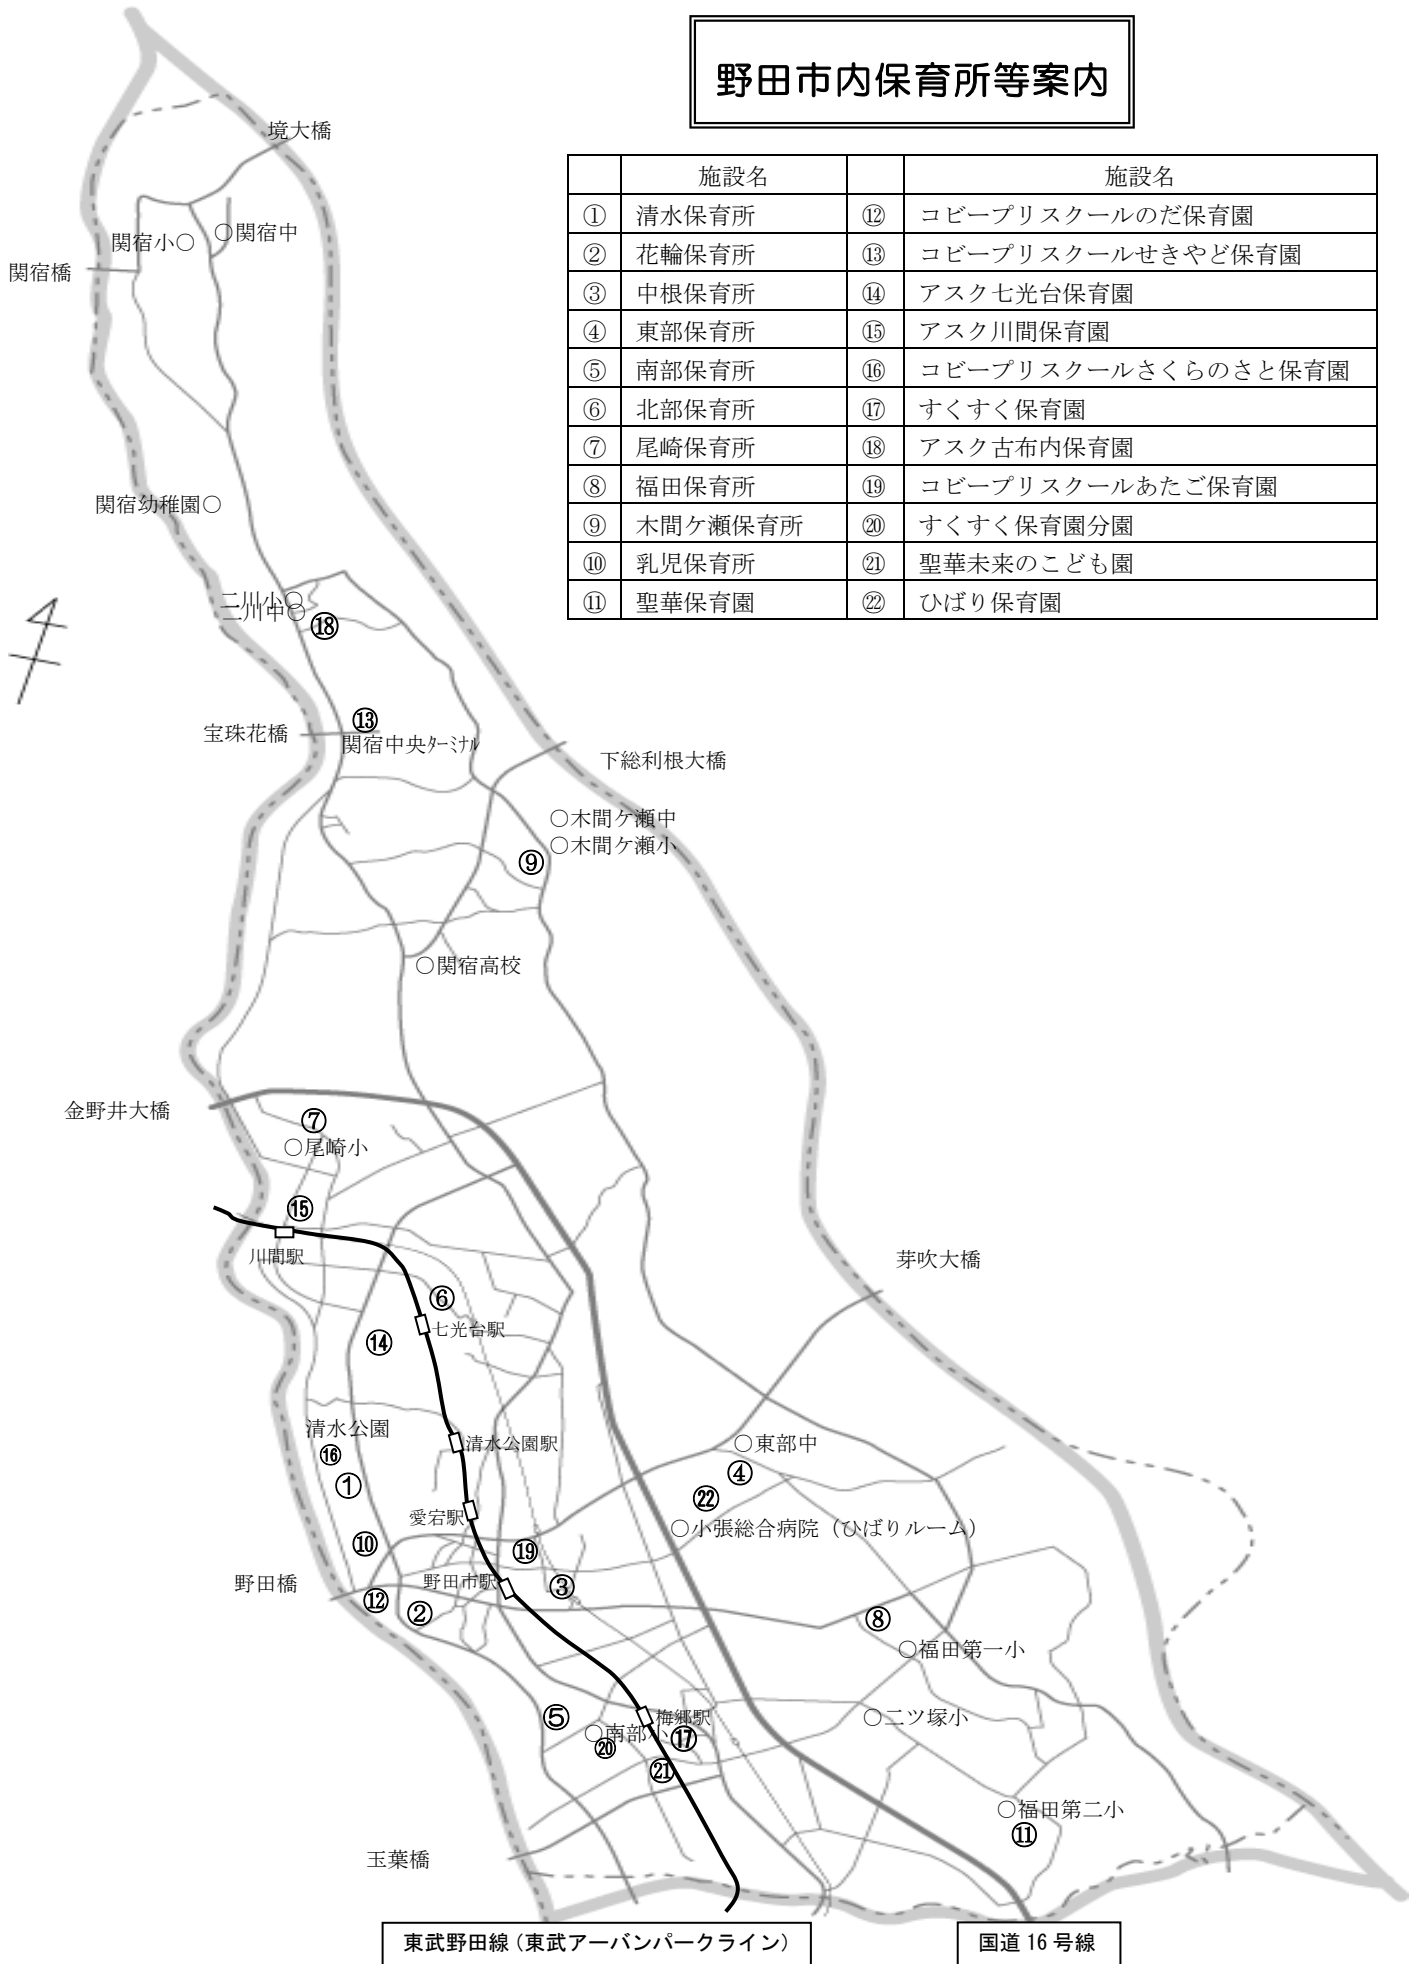 野田市内保育所等案内
施設名 施設名
① 清水保育所 ⑫ コビープリスクールのだ保育園
② 花輪保育所 ⑬ コビープリスクールせきやど保育園
③ 中根保育所 ⑭ アスク七光台保育園
④ 東部保育所 ⑮ アスク川間保育園
⑤ 南部保育所 ⑯ コビープリスクールさくらのさと保育園
⑥ 北部保育所 ⑰ すくすく保育園
⑦ 尾崎保育所 ⑱ アスク古布内保育園
⑧ 福田保育所 ⑲ コビープリスクールあたご保育園
⑨ 木間ケ瀬保育所 ⑳ すくすく保育園分園
⑩ 乳児保育所 ㉑ 聖華未来のこども園
⑪ 聖華保育園 ㉒ ひばり保育園
境大橋
関宿小○ ○関宿中
関宿橋
関宿幼稚園○
二川小○
二川中○
⑱
⑬
宝珠花橋
関宿中央ターミナル
下総利根大橋
○木間ケ瀬中
○木間ケ瀬小
⑨
○関宿高校
金野井大橋
⑦
○尾崎小
⑮
川間駅
芽吹大橋
⑥
七光台駅
⑭
清水公園
清水公園駅
○東部中
⑯
④
①
㉒
愛宕駅
○小張総合病院（ひばりルーム）
⑩
⑲
野田橋
野田市駅
③
⑫
②
⑧
○福田第一小
⑤
梅郷駅
○二ツ塚小
○南部小
⑰
⑳
㉑
○福田第二小
⑪
玉葉橋
東武野田線（東武アーバンパークライン）
国道 16 号線